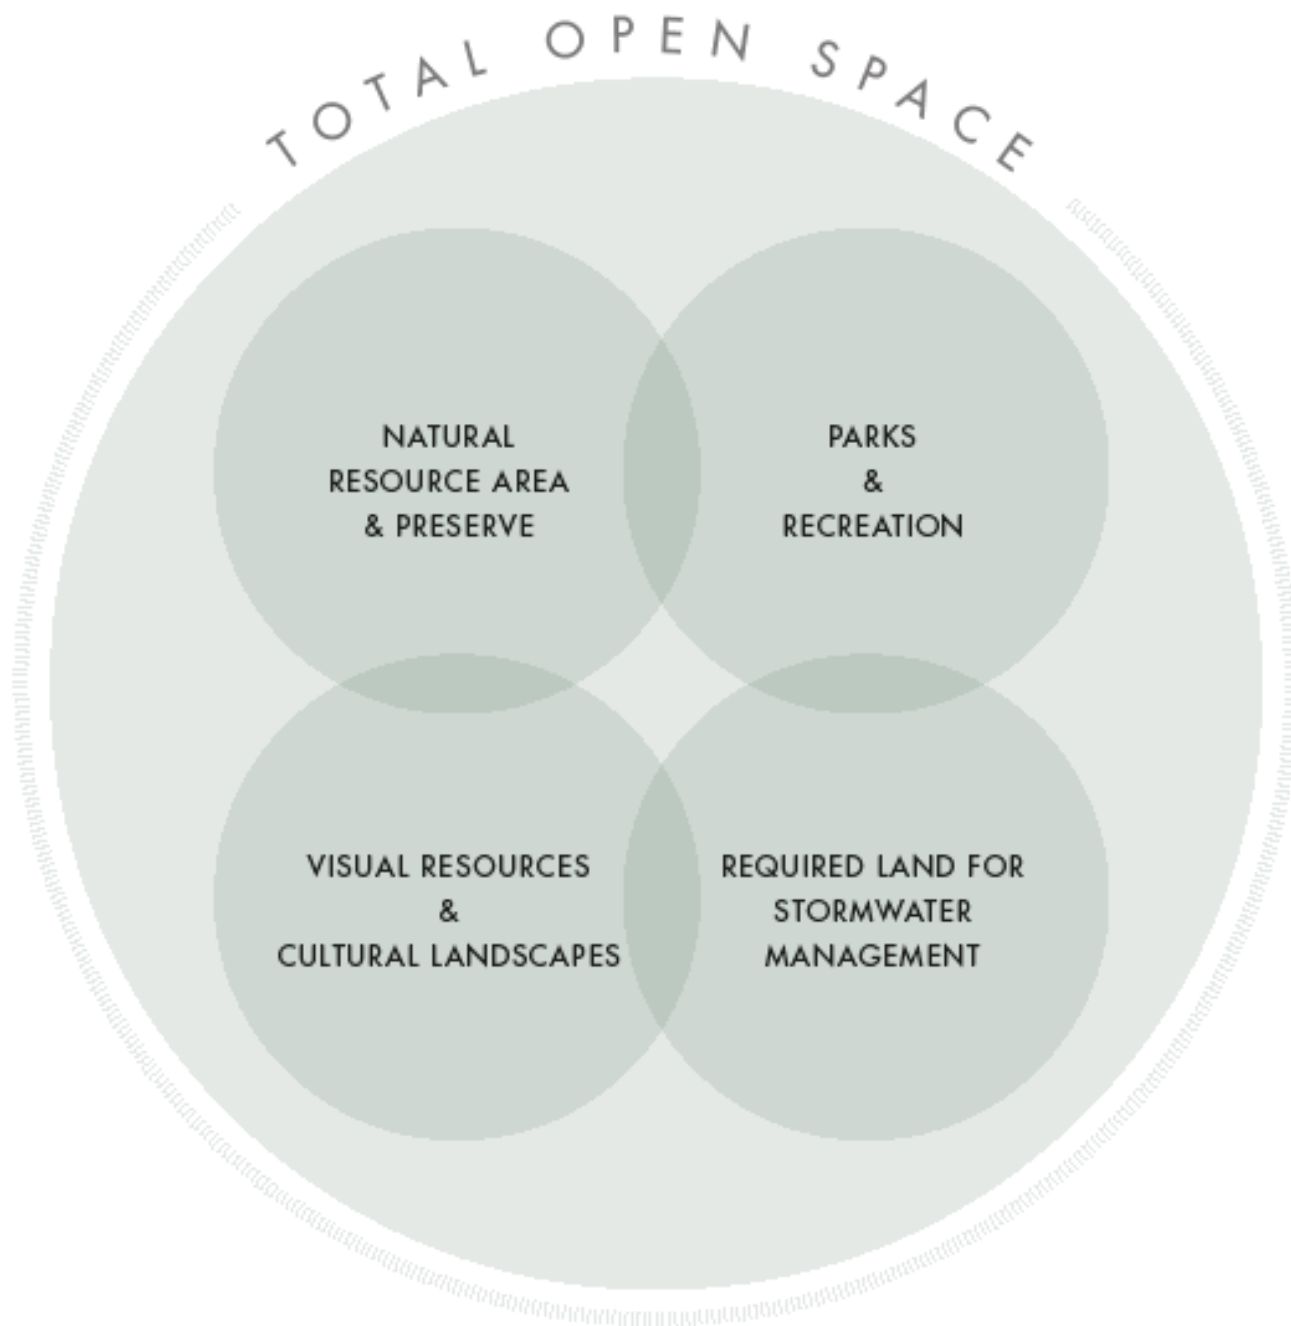 TOTAL OPEN SPACE
NATURAL
RESOURCE AREA
& PRESERVE
PARKS
&
RECREATION
VISUAL RESOURCES
&
CULTURAL LANDSCAPES
REQUIRED LAND FOR
STORMWATER
MANAGEMENT